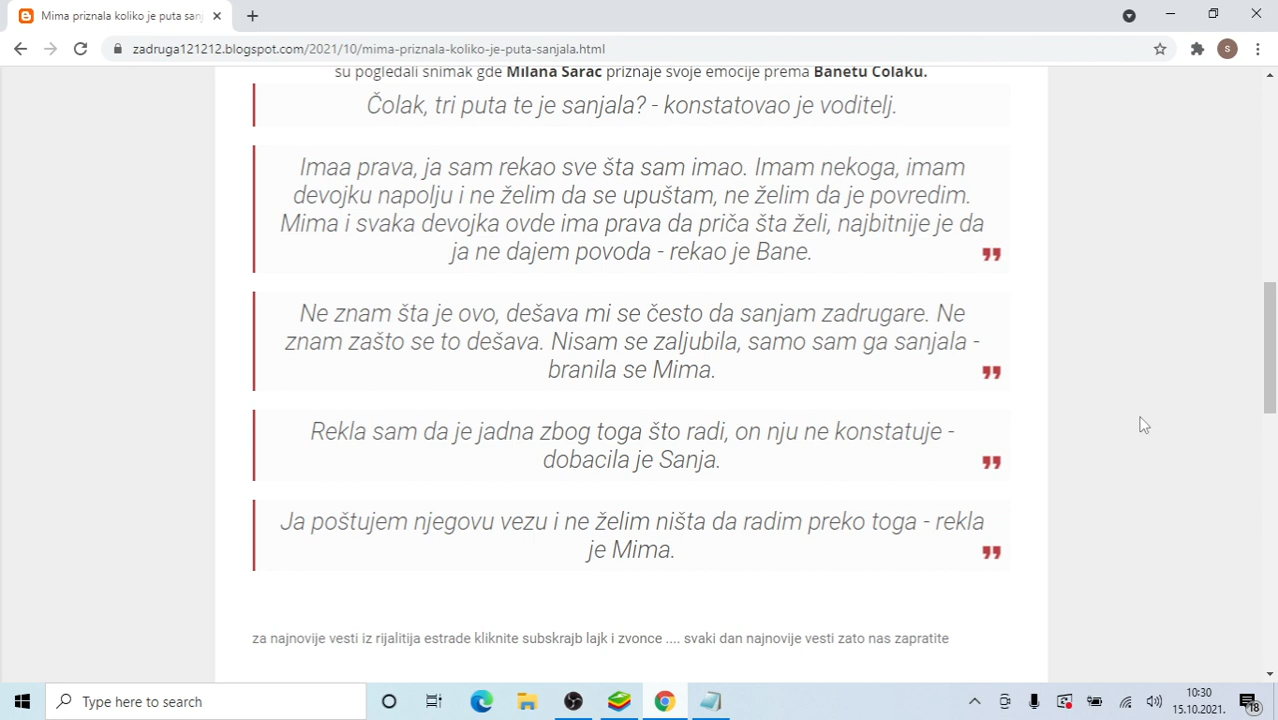 Mima priznala koliko je puta sanj
zadruga121212.blogspot.com/2021/10/mima-priznala-koliko-je-puta-sanjala.html
S
su pogledali snimak gde Milana Sarac priznaje svoje emocije prema Banetu Colaku.
Čolak, tri puta te je sanjala? - konstatovao je voditelj.
Imaa prava, ja sam rekao sve šta sam imao. Imam nekoga, imam
devojku napolju i ne želim da se upuštam, ne želim da je povredim.
Mima i svaka devojka ovde ima prava da priča šta želi, najbitnije je da
ja ne dajem povoda - rekao je Bane.
Ne znam šta je ovo, dešava mi se često da sanjam zadrugare. Ne
znam zašto se to dešava. Nisam se zaljubila, samo sam ga sanjala -
branila se Mima.
Rekla sam da je jadna zbog toga što radi, on nju ne konstatuje -
dobacila je Sanja.
Ja poštujem njegovu vezu i ne želim ništa da radim preko toga - rekla
je Mima.
za najnovije vesti iz rijalitija estrade kliknite subskrajb lajk i zvonce .... svaki dan najnovije vesti zato nas zapratite
Type here to search
10:30
15.10.2021.
18